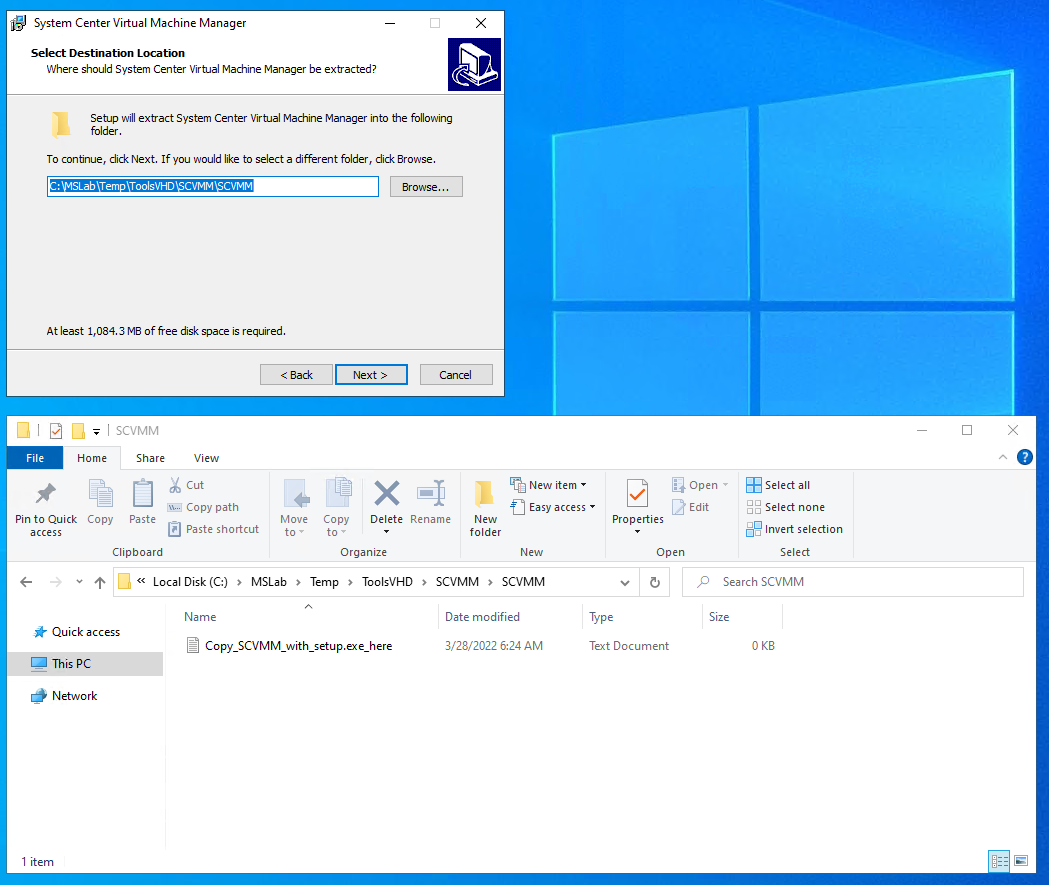 System Center Virtual Machine Manager
Select Destination Location
Where should System Center Virtual Machine Manager be extracted?
Setup will extract System Center Virtual Machine Manager into the following
folder.
To continue, click Next. If you would like to select a different folder, click Browse.
C:\MSLab\Temp\ToolsVHD\SCVMM\SCVMM
Browse...
At least 1,084.3 MB of free disk space is required.
< Back
Next >
Cancel
SCVMM
File
Home
Share
View
Pin to Quick
access
Copy
Paste
Cut
Copy path
Paste shortcut
Clipboard
Move
to
Copy
to
Delete
Rename
Organize
New
folder
New item
Easy access
New
Properties
Open
Edit
Open
Select all
Select none
Invert selection
Select
« Local Disk (C:) > MSLab > Temp > ToolsVHD > SCVMM > SCVMM
Search SCVMM
Name
Date modified
Type
Size
Quick access
This PC
Network
Copy_SCVMM_with_setup.exe_here
3/28/2022 6:24 AM
Text Document
0 KB
1 item